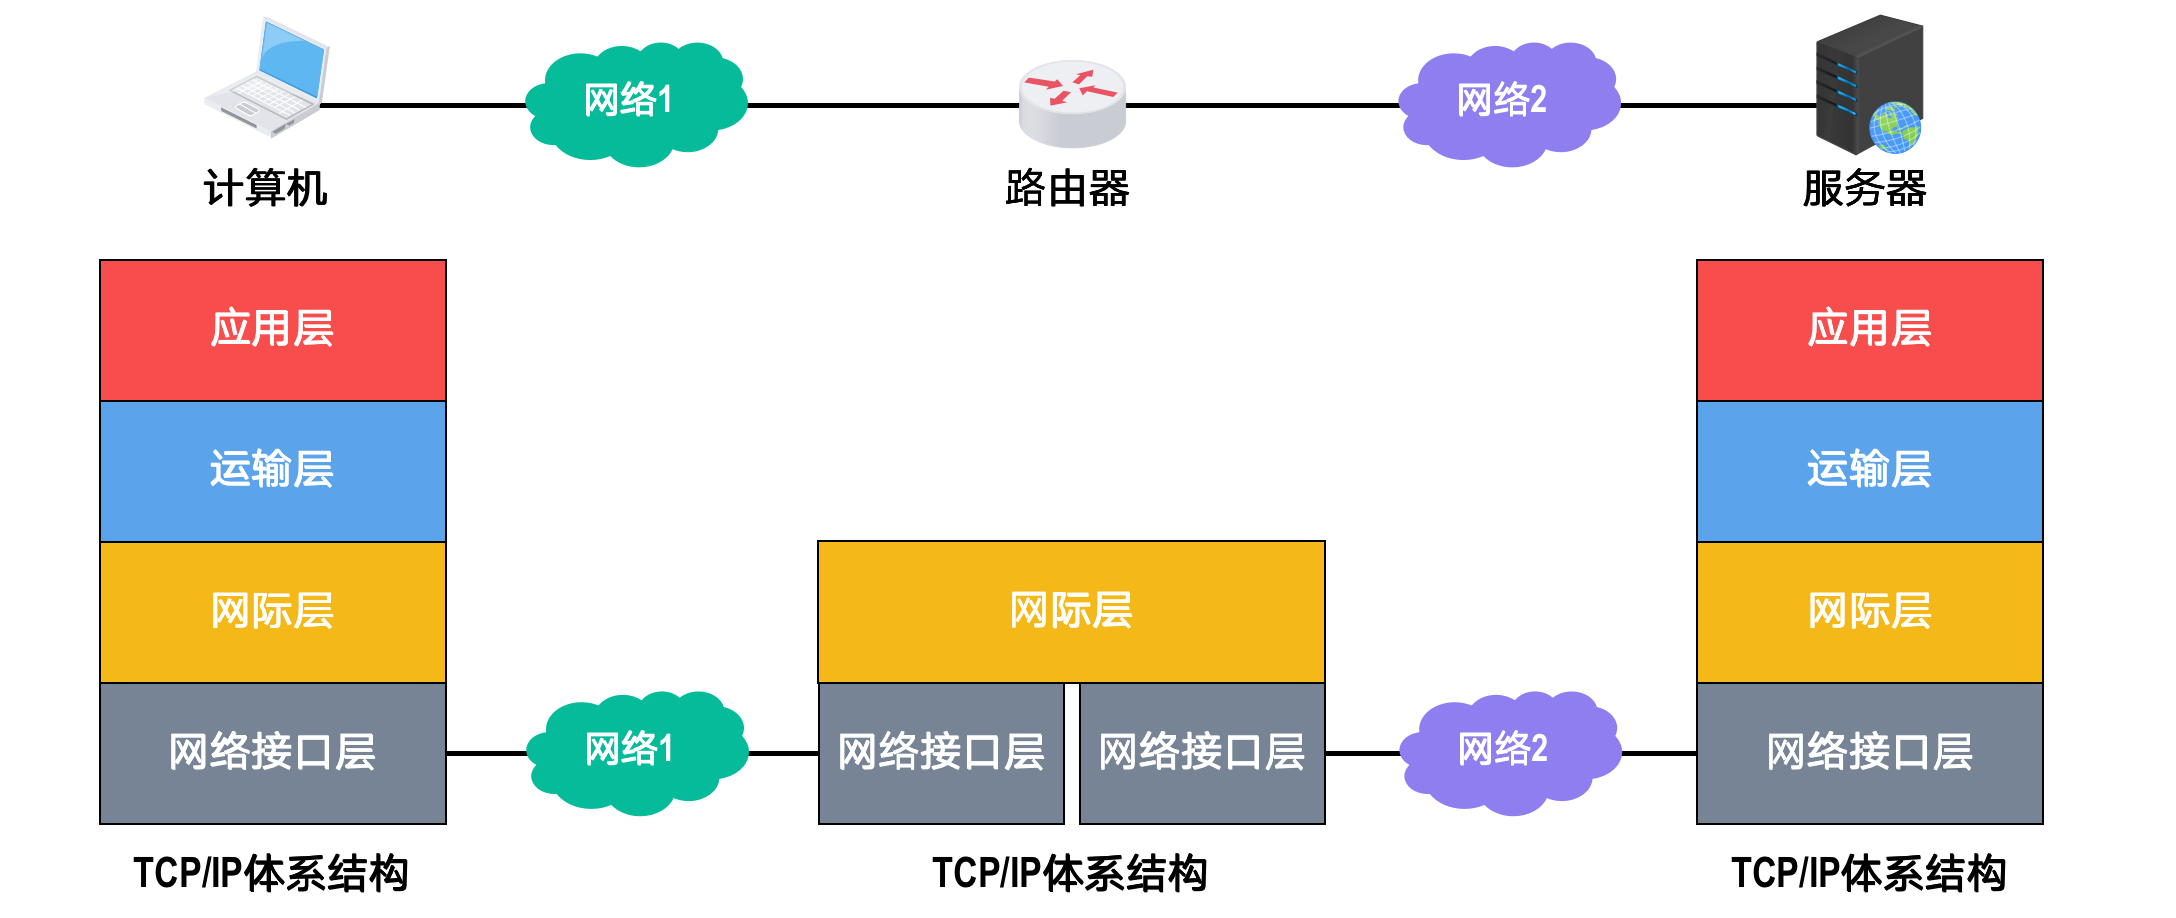 网络1
网络2
计算机
路由器
服务器
应用层
应用层
运输层
运输层
网际层
网际层
网际层
网络接口层
网络1
网络接口层
网络接口层
网络2
网络接口层
TCP/IP体系结构
TCP/IP体系结构
TCP/IP体系结构